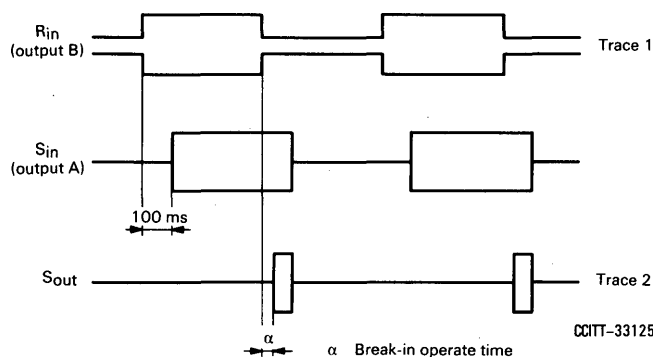 Rin
(output B)
Trace 1
Sin
(output A)
100 ms
Sout
Trace 2
α
α Break-in operate time
CCITT-33125